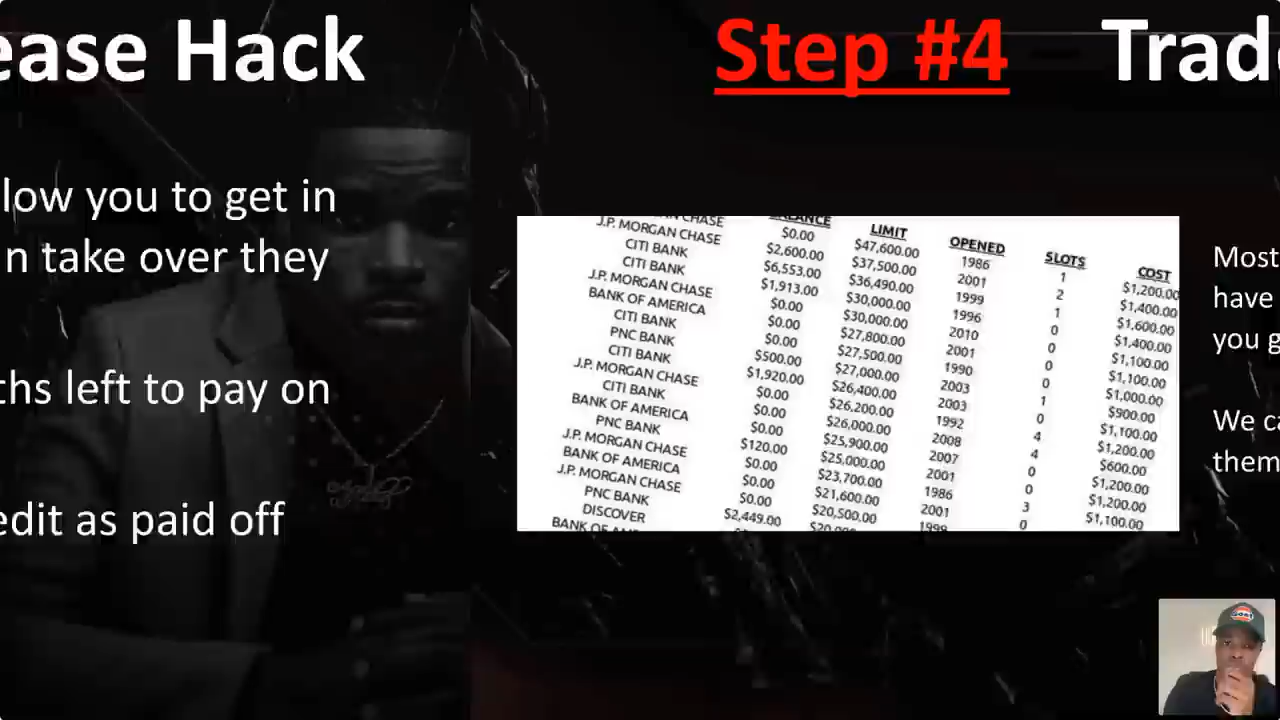 ease Hack
low you to get in
n take over they
ths left to pay on
edit as paid off
Step #4 Trad
BALANCE LIMIT OPENED SLOTS COST
CHASE
J.P. MORGAN CHASE $0.00 $47,600.00 1986 1 $1,200.00
CITI BANK $2,600.00 $37,500.00 2001 2 $1,400.00
CITI BANK $6,553.00 $36,490.00 1999 1 $1,600.00
J.P. MORGAN CHASE $1,913.00 $30,000.00 1996 0 $1,400.00
BANK OF AMERICA $0.00 $30,000.00 2010 0 $1,100.00
CITI BANK $0.00 $27,800.00 2001 0 $1,100.00
PNC BANK $0.00 $27,500.00 1990 0 $1,000.00
CITI BANK $500.00 $27,000.00 2003 1 $900.00
J.P. MORGAN CHASE $1,920.00 $26,400.00 2003 0 $1,100.00
CITI BANK $0.00 $26,200.00 1992 4 $1,200.00
BANK OF AMERICA $0.00 $26,000.00 2008 4 $600.00
PNC BANK $0.00 $25,900.00 2007 0 $1,200.00
J.P. MORGAN CHASE $120.00 $25,000.00 2001 0 $1,200.00
BANK OF AMERICA $0.00 $23,700.00 1986 3 $1,100.00
J.P. MORGAN CHASE $0.00 $21,600.00 2001 0
PNC BANK $0.00 $20,500.00 1999
DISCOVER $2,449.00
BANK OF
Most
have
you g
We ca
them